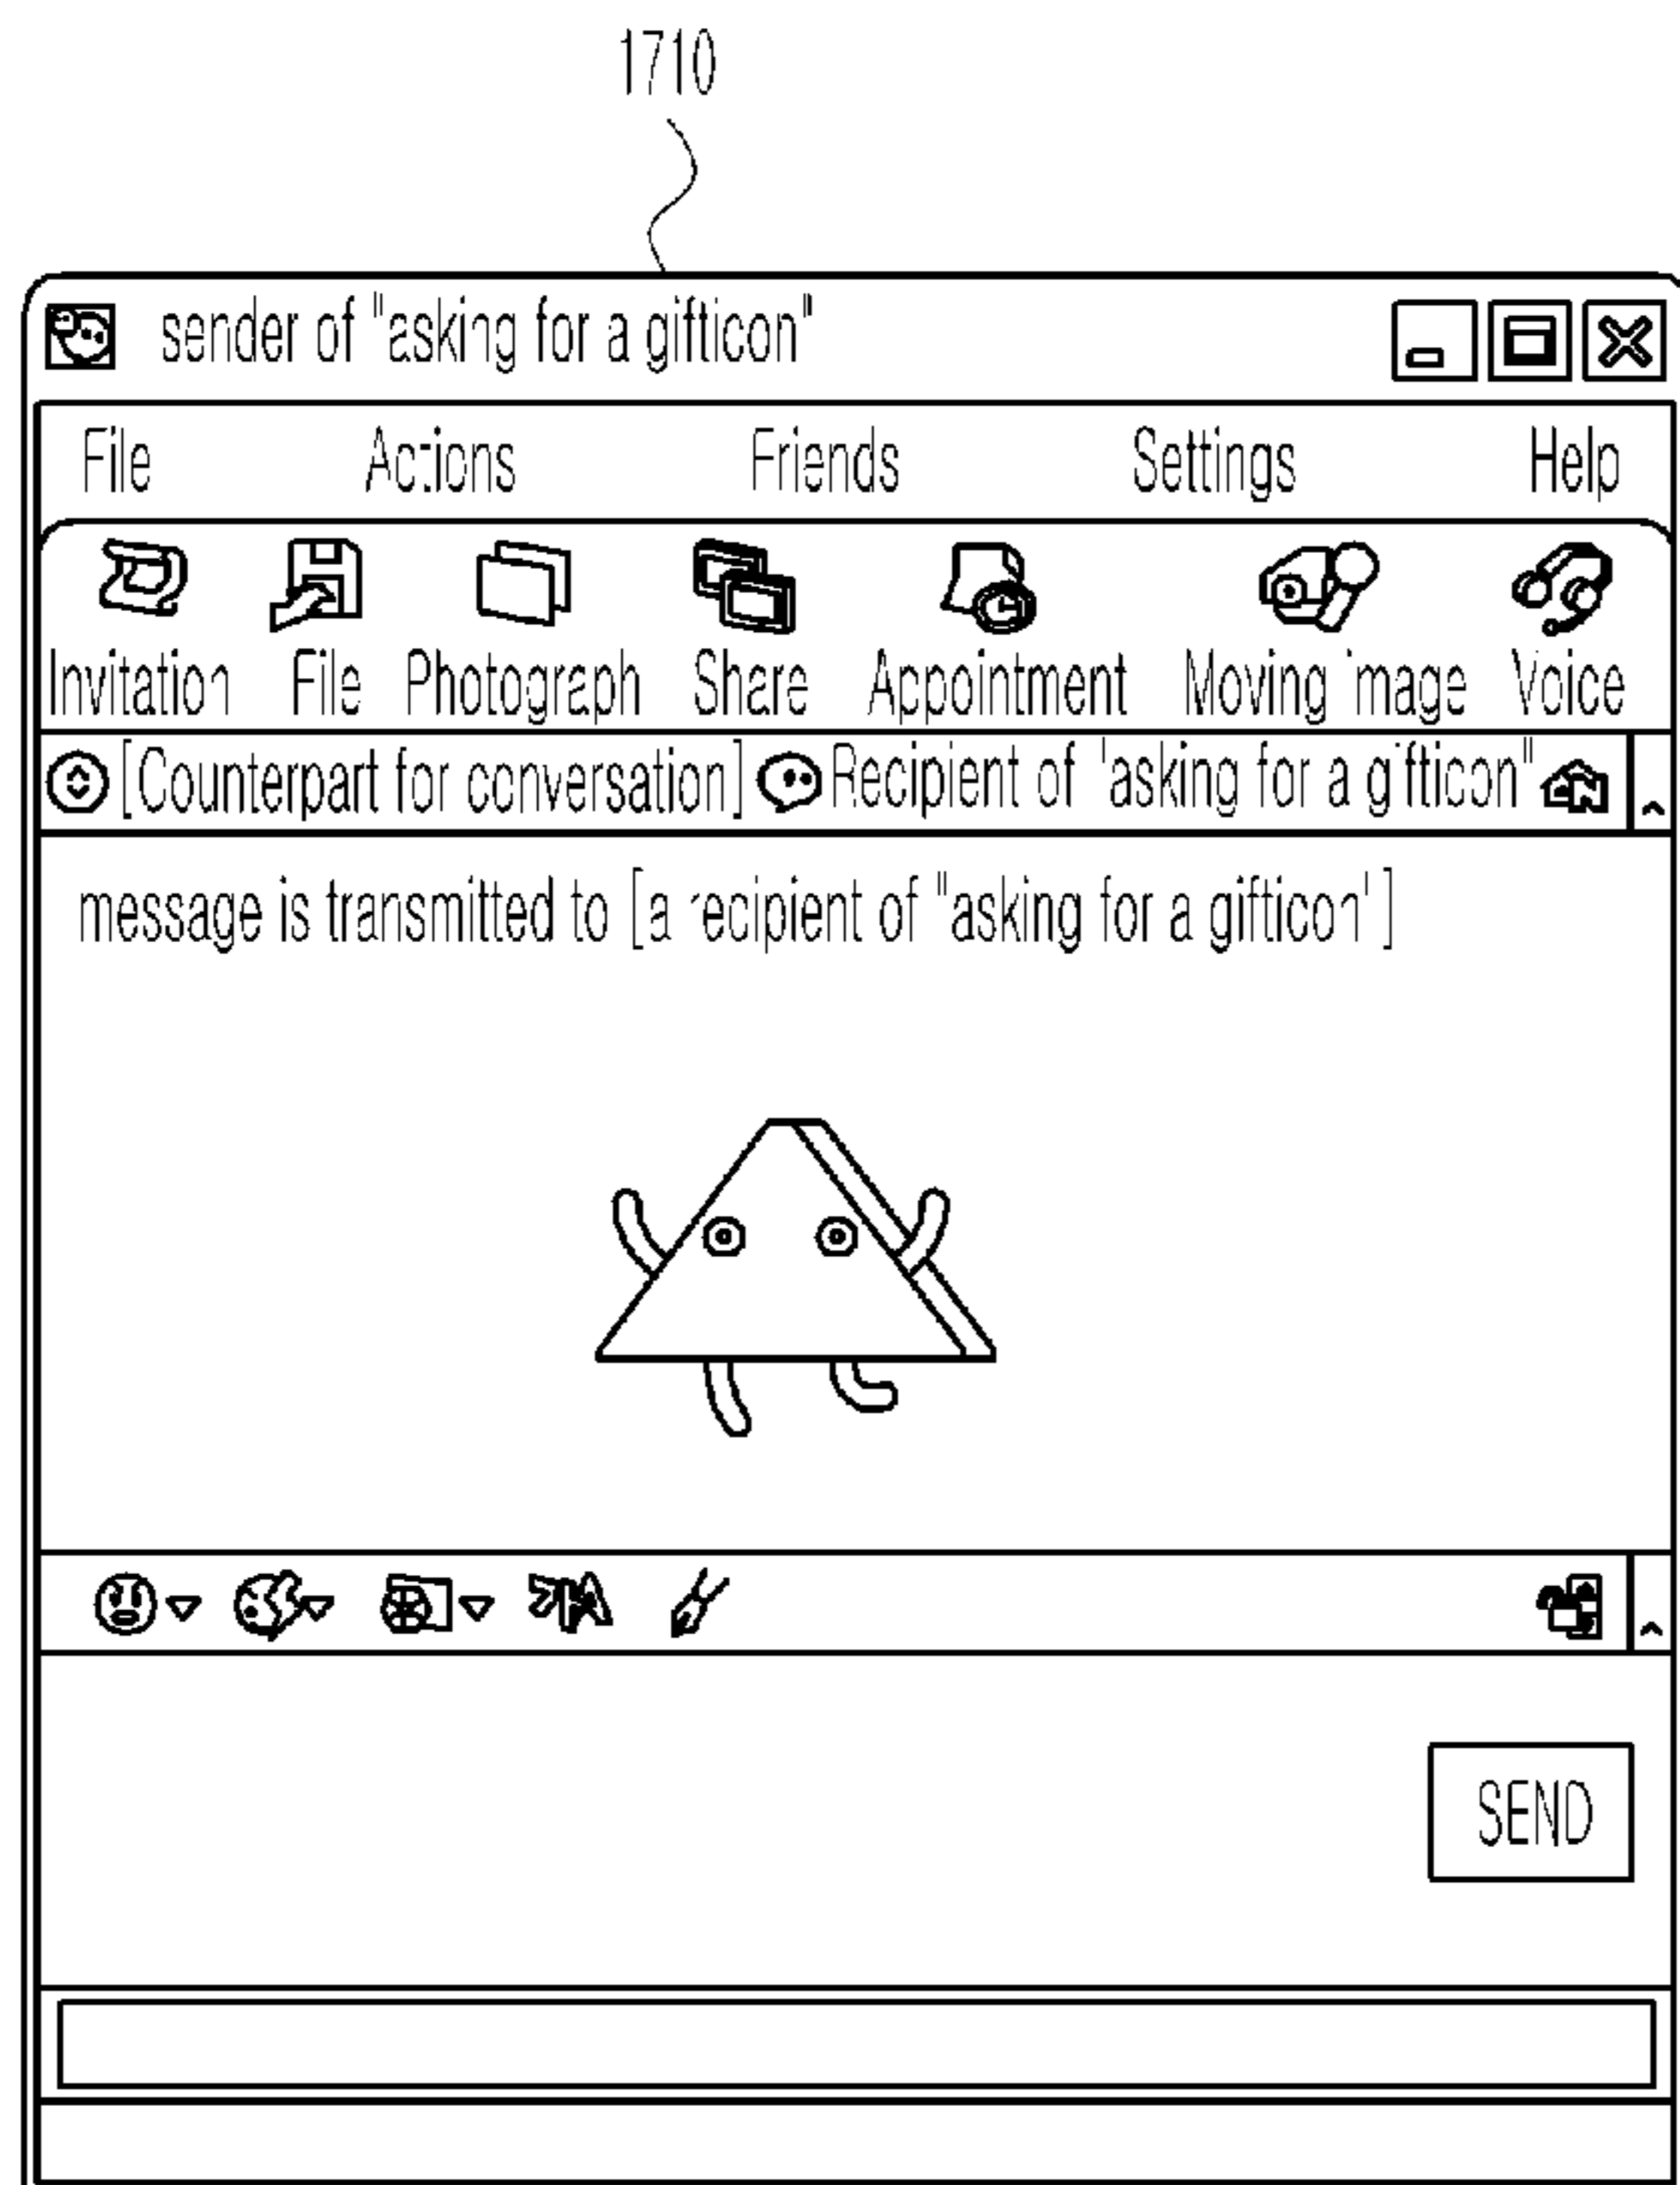 1710
sender of "asking for a gifticon"
File Actions Friends Settings Help
Invitation File Photograph Share Appointment Moving image Voice
[Counterpart for conversation] Recipient of "asking for a gifticon"
message is transmitted to [a recipient of "asking for a gifticon"]
SEND